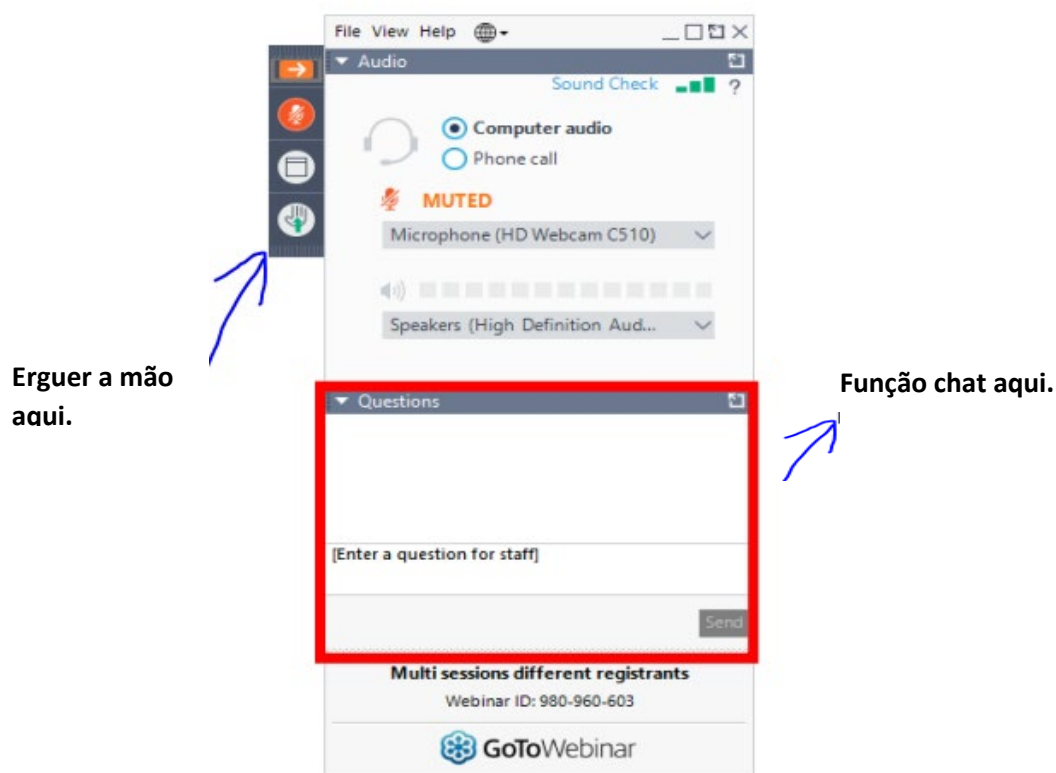 File View Help
Audio
Sound Check ?
Computer audio
Phone call
MUTED
Microphone (HD Webcam C510)
Speakers (High Definition Aud...
Erguer a mão
aqui.
Função chat aqui.
Questions
[Enter a question for staff]
Send
Multi sessions different registrants
Webinar ID: 980-960-603
GoToWebinar